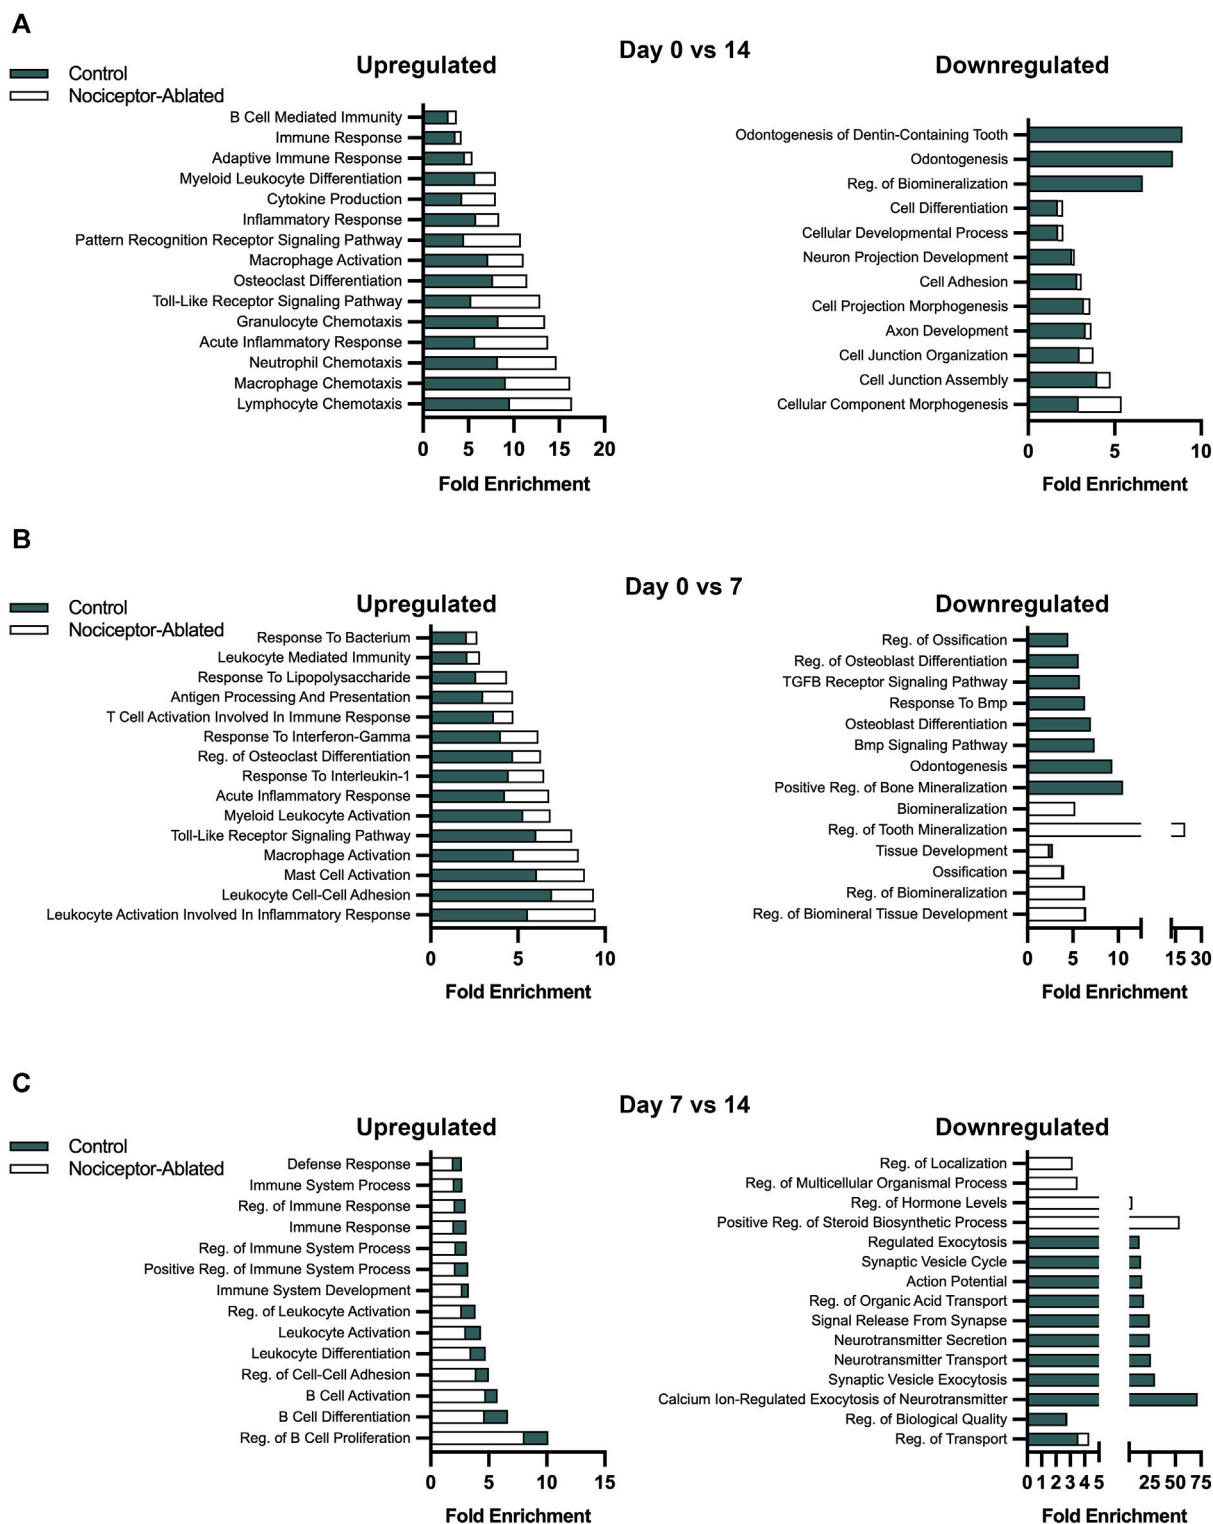 A
Day 0 vs 14
Upregulated
Downregulated
Control
Nociceptor-Ablated
B Cell Mediated Immunity
Immune Response
Adaptive Immune Response
Myeloid Leukocyte Differentiation
Cytokine Production
Inflammatory Response
Pattern Recognition Receptor Signaling Pathway
Macrophage Activation
Osteoclast Differentiation
Toll-Like Receptor Signaling Pathway
Granulocyte Chemotaxis
Acute Inflammatory Response
Neutrophil Chemotaxis
Macrophage Chemotaxis
Lymphocyte Chemotaxis
0 5 10 15 20
Fold Enrichment
Odontogenesis of Dentin-Containing Tooth
Odontogenesis
Reg. of Biomineralization
Cell Differentiation
Cellular Developmental Process
Neuron Projection Development
Cell Adhesion
Cell Projection Morphogenesis
Axon Development
Cell Junction Organization
Cell Junction Assembly
Cellular Component Morphogenesis
0 5 10
Fold Enrichment
B
Day 0 vs 7
Upregulated
Downregulated
Control
Nociceptor-Ablated
Response To Bacterium
Leukocyte Mediated Immunity
Response To Lipopolysaccharide
Antigen Processing And Presentation
T Cell Activation Involved In Immune Response
Response To Interferon-Gamma
Reg. of Osteoclast Differentiation
Response To Interleukin-1
Acute Inflammatory Response
Myeloid Leukocyte Activation
Toll-Like Receptor Signaling Pathway
Macrophage Activation
Mast Cell Activation
Leukocyte Cell-Cell Adhesion
Leukocyte Activation Involved In Inflammatory Response
0 5 10
Fold Enrichment
Reg. of Ossification
Reg. of Osteoblast Differentiation
TGFB Receptor Signaling Pathway
Response To Bmp
Osteoblast Differentiation
Bmp Signaling Pathway
Odontogenesis
Positive Reg. of Bone Mineralization
Biomineralization
Reg. of Tooth Mineralization
Tissue Development
Ossification
Reg. of Biomineralization
Reg. of Biomineral Tissue Development
0 5 10 15 30
Fold Enrichment
C
Day 7 vs 14
Upregulated
Downregulated
Control
Nociceptor-Ablated
Defense Response
Immune System Process
Reg. of Immune Response
Immune Response
Reg. of Immune System Process
Positive Reg. of Immune System Process
Immune System Development
Reg. of Leukocyte Activation
Leukocyte Activation
Leukocyte Differentiation
Reg. of Cell-Cell Adhesion
B Cell Activation
B Cell Differentiation
Reg. of B Cell Proliferation
0 5 10 15
Fold Enrichment
Reg. of Localization
Reg. of Multicellular Organismal Process
Reg. of Hormone Levels
Positive Reg. of Steroid Biosynthetic Process
Regulated Exocytosis
Synaptic Vesicle Cycle
Action Potential
Reg. of Organic Acid Transport
Signal Release From Synapse
Neurotransmitter Secretion
Neurotransmitter Transport
Synaptic Vesicle Exocytosis
Calcium Ion-Regulated Exocytosis of Neurotransmitter
Reg. of Biological Quality
Reg. of Transport
0 1 2 3 4 5 25 50 75
Fold Enrichment